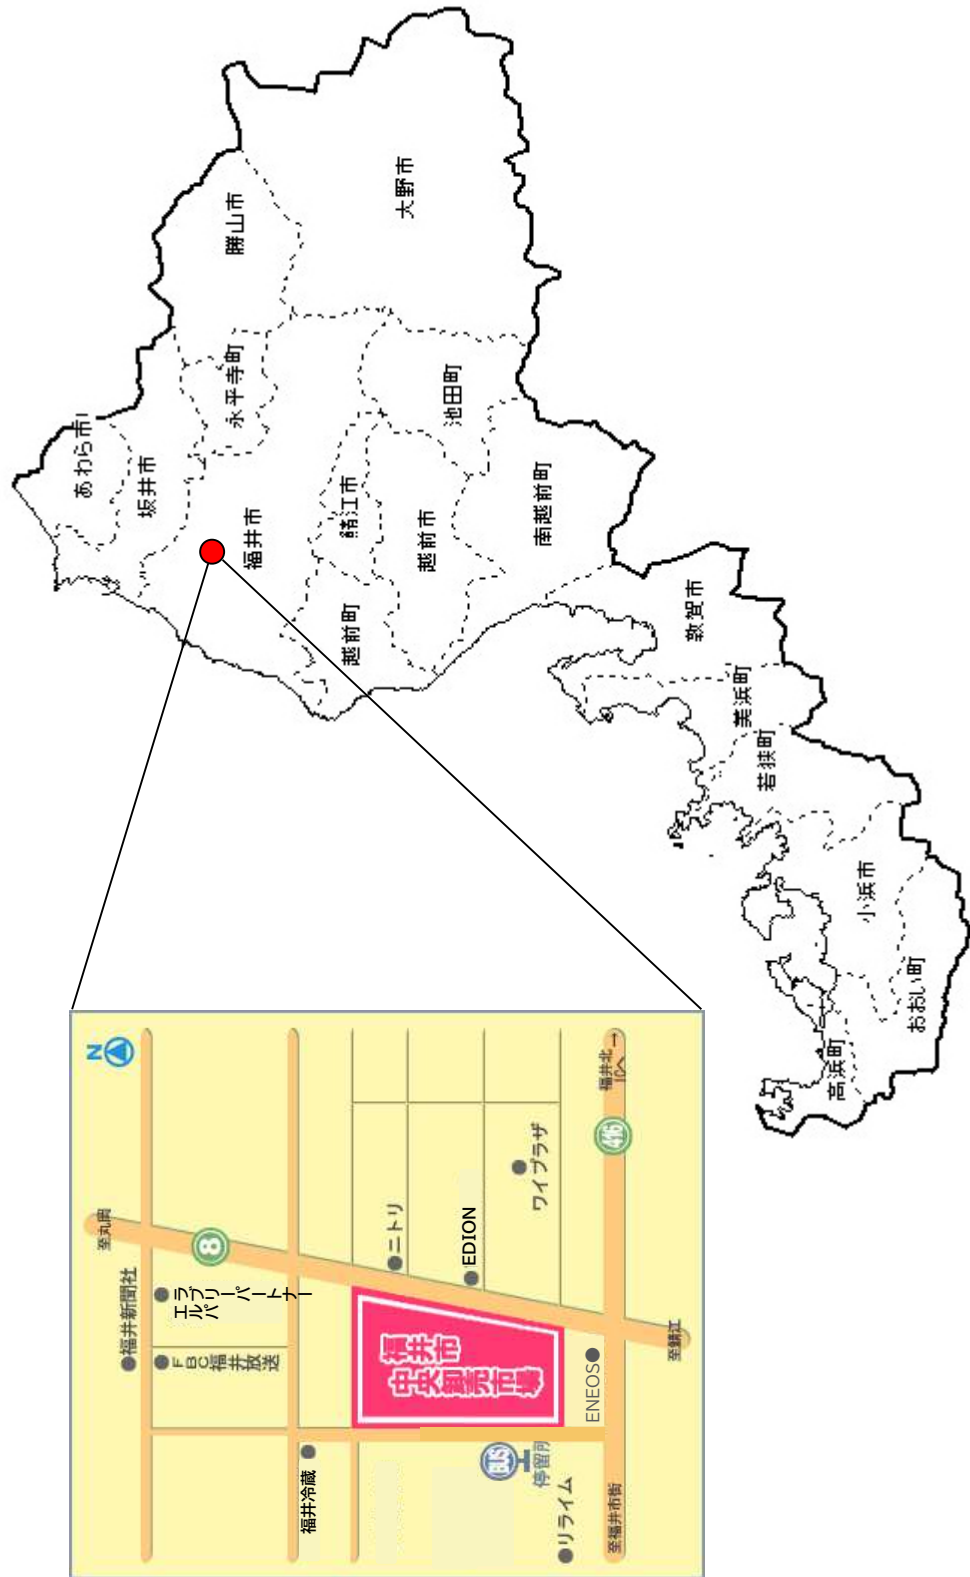 あわら市
坂井市
永平寺町
勝山市
大野市
福井市
鯖江市
池田町
越前町
越前市
南越前町
敦賀市
美浜町
若狭町
小浜市
おおい町
高浜町
N
至丸岡
8
福井新聞社
ラブリーパートナー
エルパ
FBC福井
放送
福井冷蔵
ニトリ
EDION
ワイプラザ
福井市
中央卸売市場
BUS
停留所
リライム
ENEOS
416
福井北
ICへ→
至福井市街
至鯖江